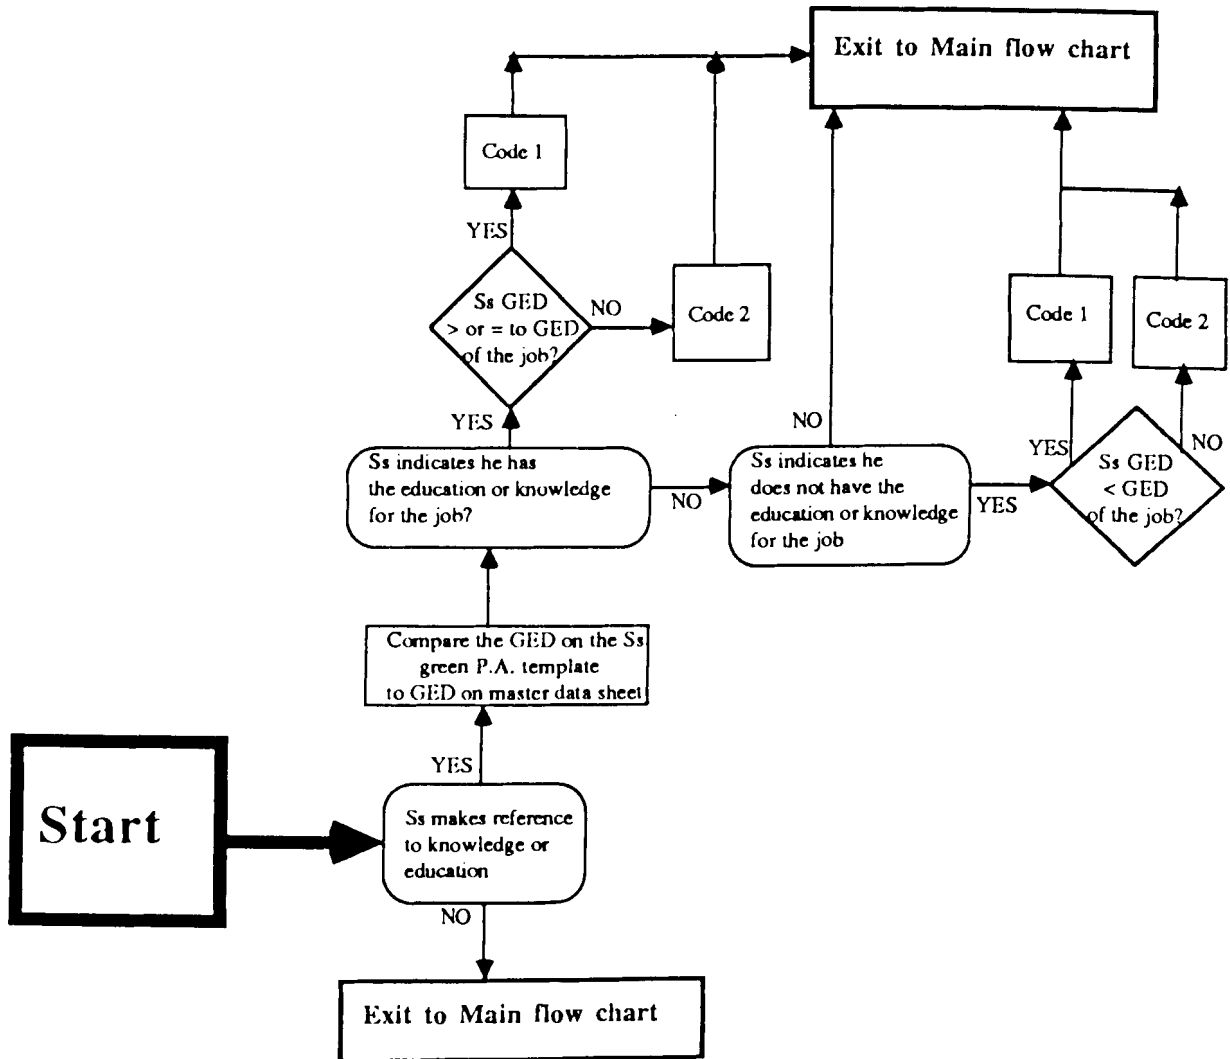 Exit to Main flow chart
Code 1
YES
Ss GED
> or = to GED
of the job?
NO
Code 2
YES
Ss indicates he has
the education or knowledge
for the job?
NO
NO
Ss indicates he
does not have the
education or knowledge
for the job
YES
Code 1
Code 2
YES
NO
Ss GED
< GED
of the job?
Compare the GED on the Ss
green P.A. template
to GED on master data sheet
YES
Start
Ss makes reference
to knowledge or
education
NO
Exit to Main flow chart